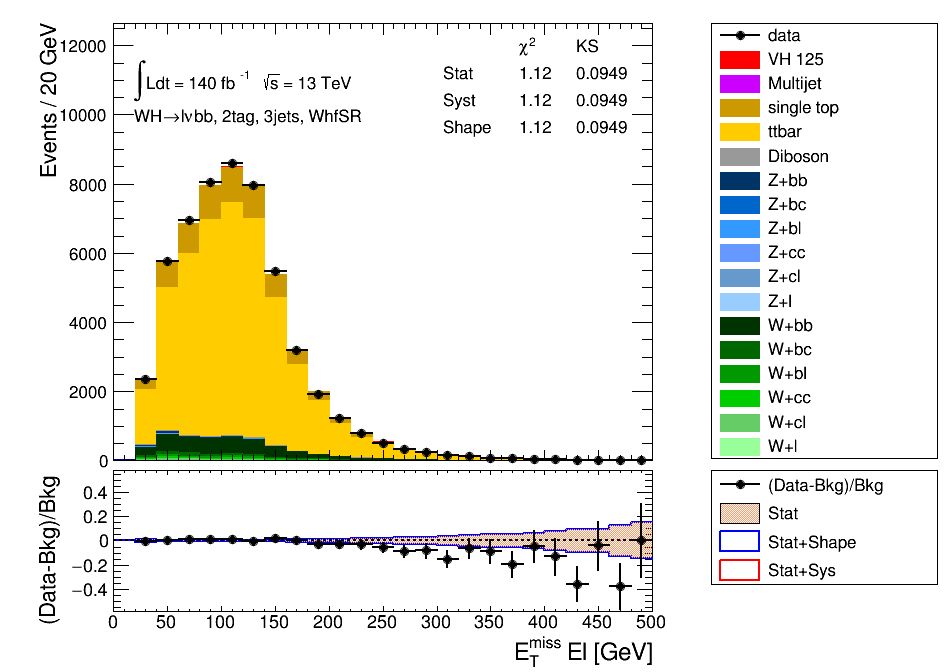 Events / 20 GeV
12000
10000
8000
6000
4000
2000
0
∫Ldt = 140 fb⁻¹ √s = 13 TeV
WH→lνbb, 2tag, 3jets, WhfSR
χ² KS
Stat 1.12 0.0949
Syst 1.12 0.0949
Shape 1.12 0.0949
data
VH 125
Multijet
single top
ttbar
Diboson
Z+bb
Z+bc
Z+bl
Z+cc
Z+cl
Z+l
W+bb
W+bc
W+bl
W+cc
W+cl
W+l
(Data-Bkg)/Bkg
0.4
0.2
0
−0.2
−0.4
0 50 100 150 200 250 300 350 400 450 500
E_T^miss El [GeV]
(Data-Bkg)/Bkg
Stat
Stat+Shape
Stat+Sys